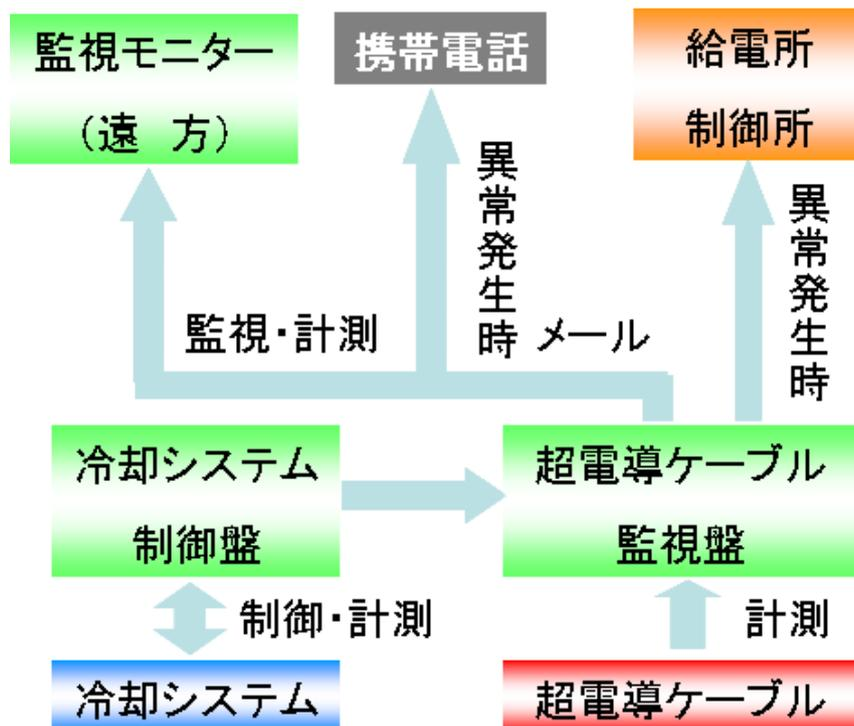 監視モニター
（遠　方）
携帯電話
給電所
制御所
異常発生時
異常発生時
監視・計測
メール
冷却システム
制御盤
超電導ケーブル
監視盤
制御・計測
計測
冷却システム
超電導ケーブル